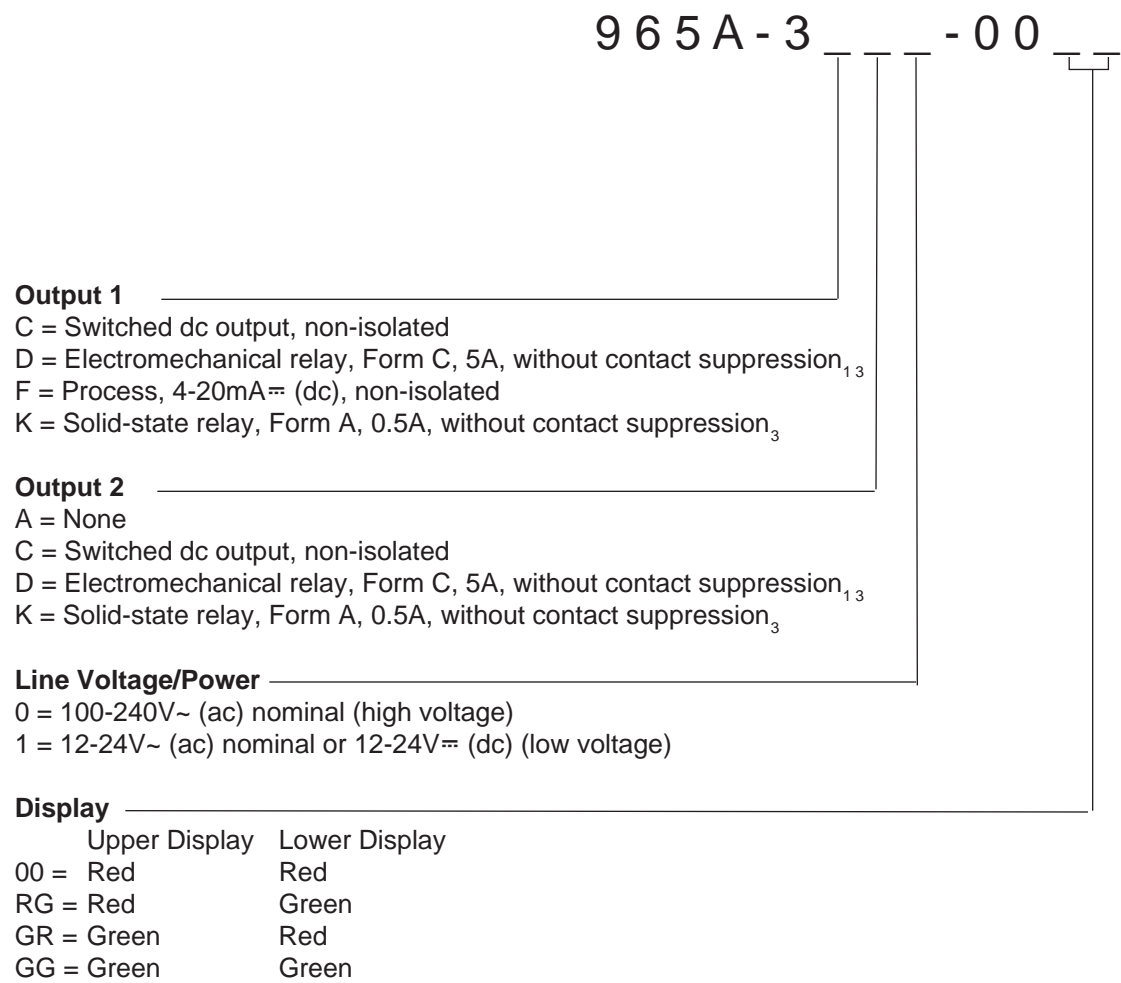 965A-3_ _ _-00_ _
Output 1
C = Switched dc output, non-isolated
D = Electromechanical relay, Form C, 5A, without contact suppression1 3
F = Process, 4-20mA⎓ (dc), non-isolated
K = Solid-state relay, Form A, 0.5A, without contact suppression3
Output 2
A = None
C = Switched dc output, non-isolated
D = Electromechanical relay, Form C, 5A, without contact suppression1 3
K = Solid-state relay, Form A, 0.5A, without contact suppression3
Line Voltage/Power
0 = 100-240V~ (ac) nominal (high voltage)
1 = 12-24V~ (ac) nominal or 12-24V⎓ (dc) (low voltage)
Display
Upper Display Lower Display
00 = Red Red
RG = Red Green
GR = Green Red
GG = Green Green